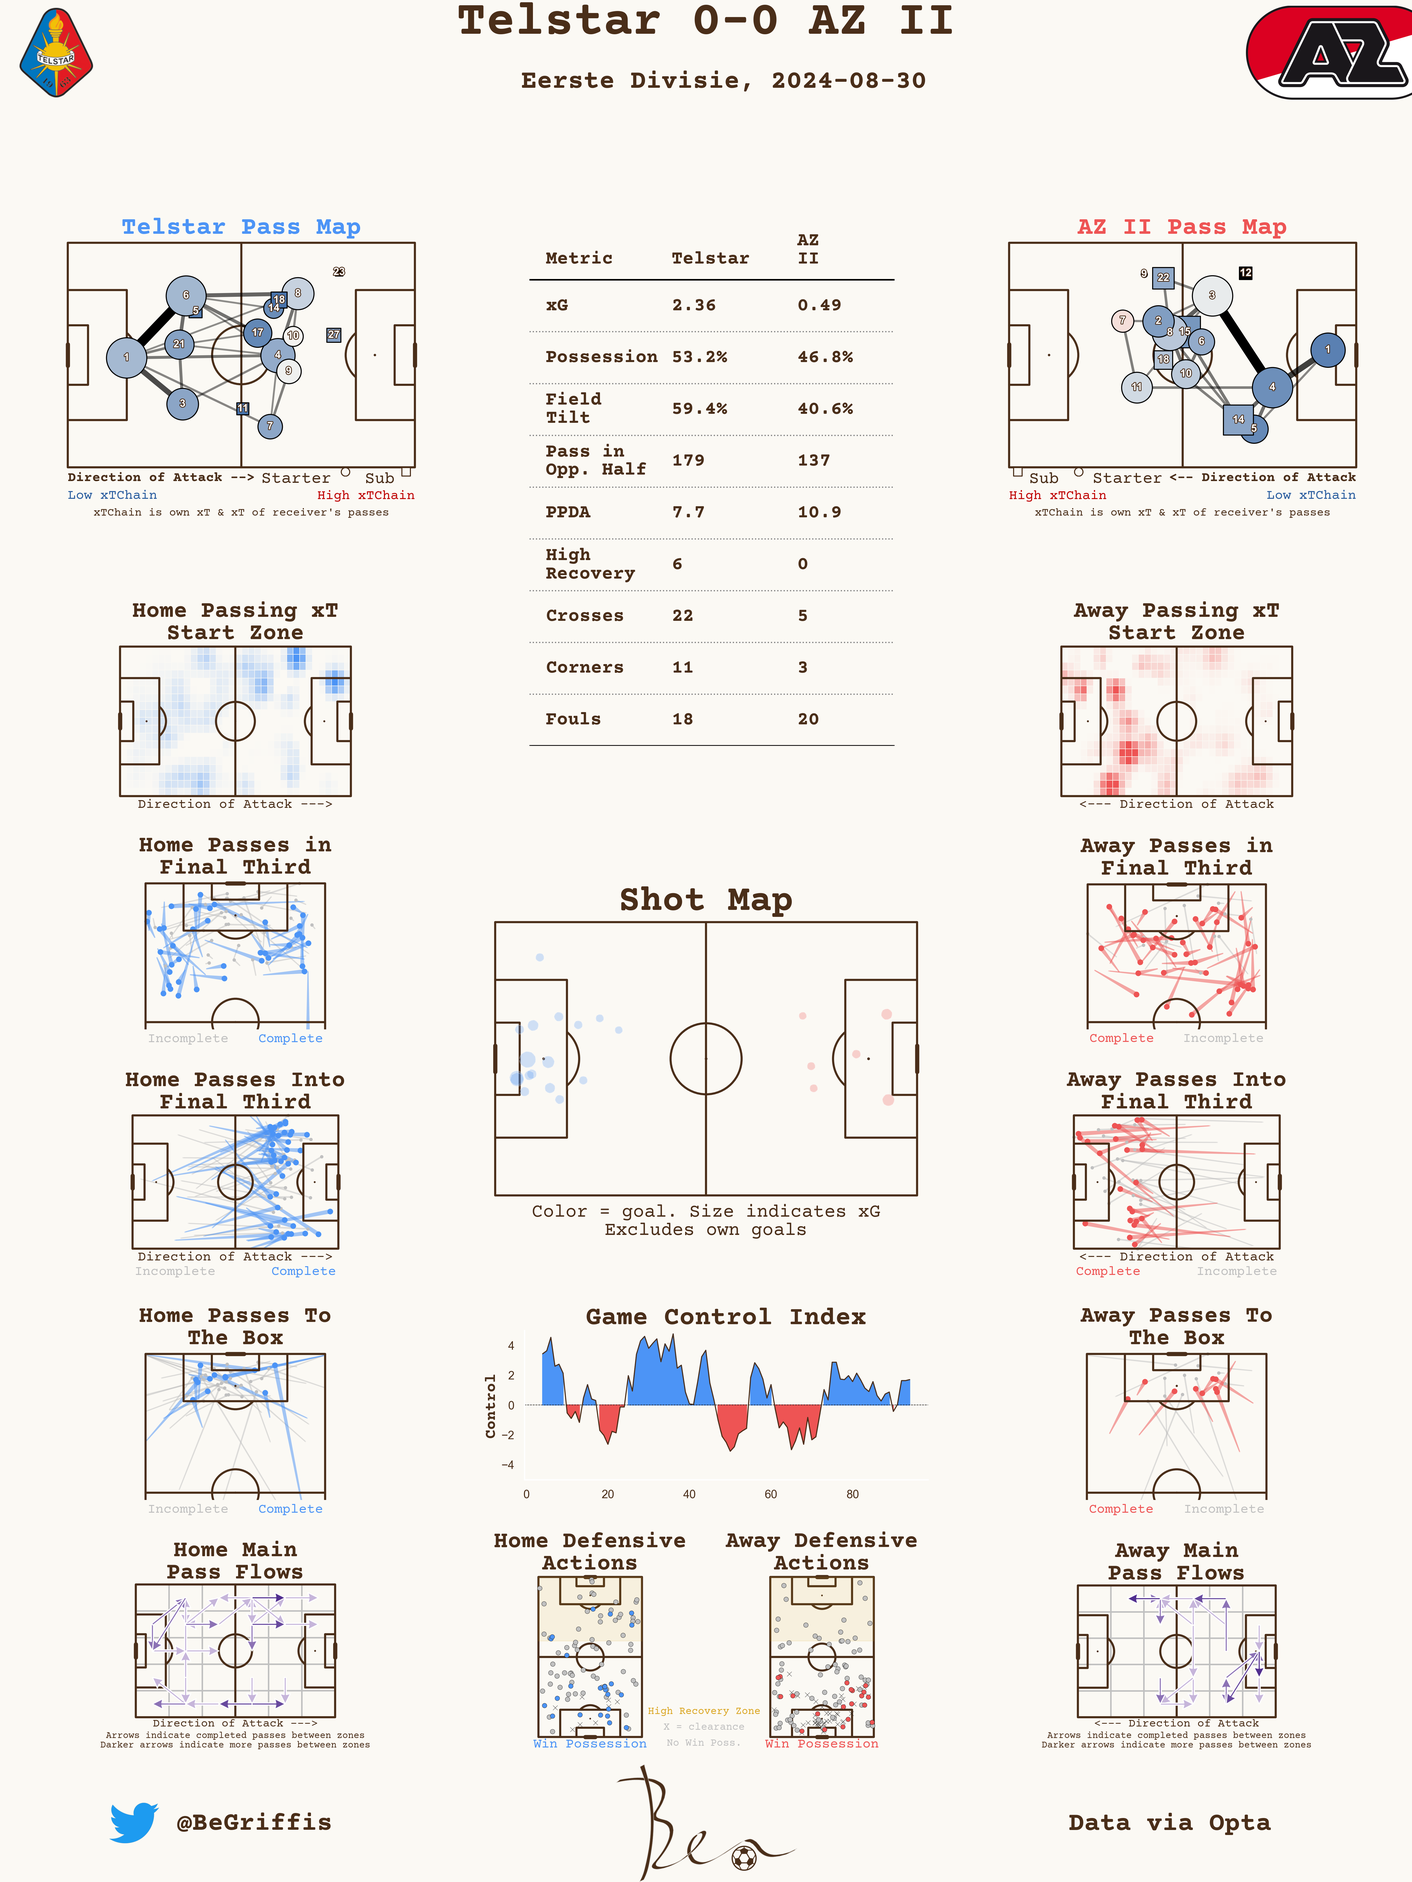 Telstar 0-0 AZ II
Eerste Divisie, 2024-08-30
TELSTAR
AZ
Telstar Pass Map
6
8
23
5
18
14
17
10
27
21
1
4
9
3
11
7
Direction of Attack --> Starter Sub
Low xTChain High xTChain
xTChain is own xT & xT of receiver's passes
Metric Telstar AZ II
xG 2.36 0.49
Possession 53.2% 46.8%
Field Tilt 59.4% 40.6%
Pass in Opp. Half 179 137
PPDA 7.7 10.9
High Recovery 6 0
Crosses 22 5
Corners 11 3
Fouls 18 20
AZ II Pass Map
9
22
12
3
7
2
8
15
6
1
18
10
11
4
14
5
Sub Starter <-- Direction of Attack
High xTChain Low xTChain
xTChain is own xT & xT of receiver's passes
Home Passing xT
Start Zone
Direction of Attack --->
Away Passing xT
Start Zone
<--- Direction of Attack
Home Passes in
Final Third
Incomplete Complete
Shot Map
Color = goal. Size indicates xG
Excludes own goals
Away Passes in
Final Third
Complete Incomplete
Home Passes Into
Final Third
Direction of Attack --->
Incomplete Complete
Away Passes Into
Final Third
<--- Direction of Attack
Complete Incomplete
Home Passes To
The Box
Incomplete Complete
Game Control Index
Control
4
2
0
−2
−4
0 20 40 60 80
Away Passes To
The Box
Complete Incomplete
Home Main
Pass Flows
Direction of Attack --->
Arrows indicate completed passes between zones
Darker arrows indicate more passes between zones
Home Defensive
Actions
Win Possession
High Recovery Zone
X = clearance
No Win Poss.
Away Defensive
Actions
Win Possession
Away Main
Pass Flows
<--- Direction of Attack
Arrows indicate completed passes between zones
Darker arrows indicate more passes between zones
@BeGriffis
Ben
Data via Opta